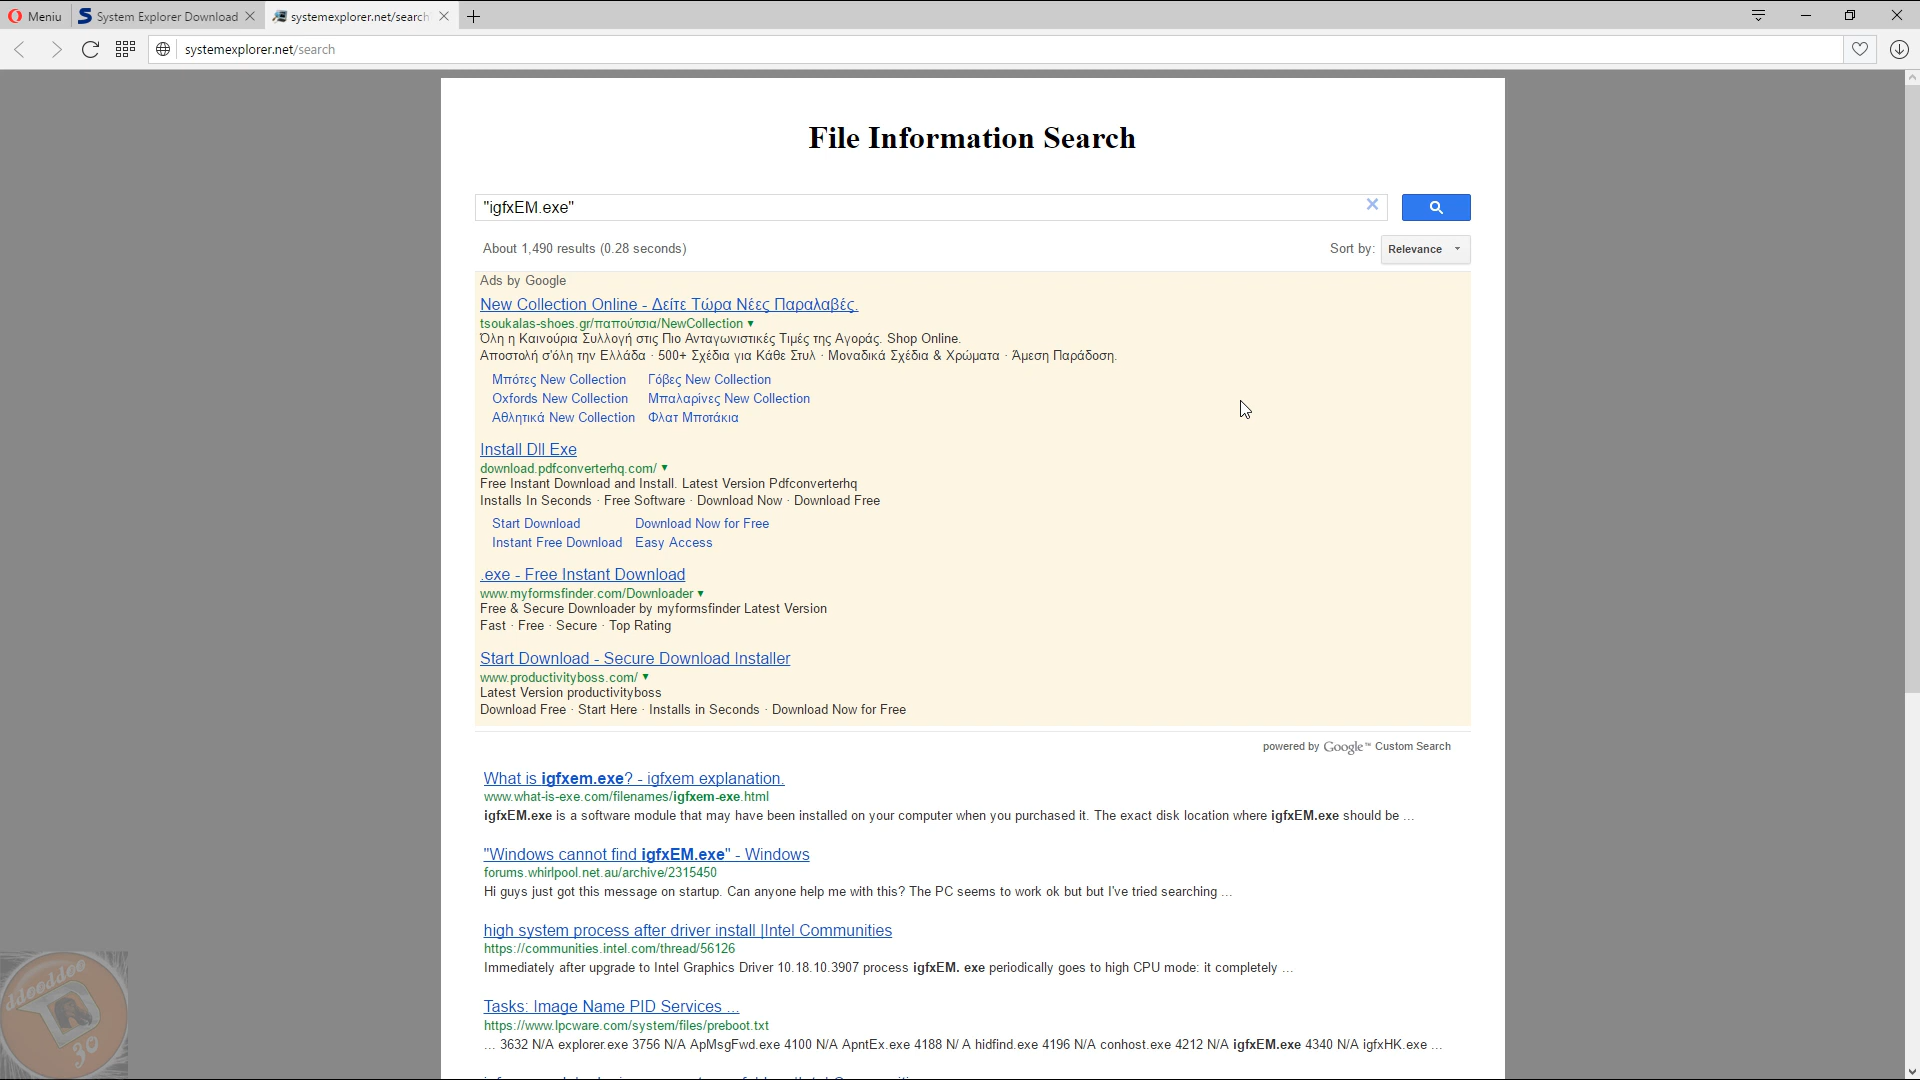 Meniu
System Explorer Download
systemexplorer.net/search
systemexplorer.net/search
File Information Search
"igfxEM.exe"
About 1,490 results (0.28 seconds)
Sort by: Relevance
Ads by Google
New Collection Online - Δείτε Τώρα Νέες Παραλαβές.
tsoukalas-shoes.gr/παπούτσια/NewCollection ▼
Όλη η Καινούρια Συλλογή στις Πιο Ανταγωνιστικές Τιμές της Αγοράς. Shop Online.
Αποστολή σ'όλη την Ελλάδα · 500+ Σχέδια για Κάθε Στυλ · Μοναδικά Σχέδια & Χρώματα · Άμεση Παράδοση.
Μπότες New Collection Γόβες New Collection
Oxfords New Collection Μπαλαρίνες New Collection
Αθλητικά New Collection Φλατ Μποτάκια
Install Dll Exe
download.pdfconverterhq.com/ ▼
Free Instant Download and Install. Latest Version Pdfconverterhq
Installs In Seconds · Free Software · Download Now · Download Free
Start Download Download Now for Free
Instant Free Download Easy Access
.exe - Free Instant Download
www.myformsfinder.com/Downloader ▼
Free & Secure Downloader by myformsfinder Latest Version
Fast · Free · Secure · Top Rating
Start Download - Secure Download Installer
www.productivityboss.com/ ▼
Latest Version productivityboss
Download Free · Start Here · Installs in Seconds · Download Now for Free
powered by Google™ Custom Search
What is igfxem.exe? - igfxem explanation.
www.what-is-exe.com/filenames/igfxem-exe.html
igfxEM.exe is a software module that may have been installed on your computer when you purchased it. The exact disk location where igfxEM.exe should be ...
"Windows cannot find igfxEM.exe" - Windows
forums.whirlpool.net.au/archive/2315450
Hi guys just got this message on startup. Can anyone help me with this? The PC seems to work ok but but I've tried searching ...
high system process after driver install |Intel Communities
https://communities.intel.com/thread/56126
Immediately after upgrade to Intel Graphics Driver 10.18.10.3907 process igfxEM. exe periodically goes to high CPU mode: it completely ...
Tasks: Image Name PID Services ...
https://www.lpcware.com/system/files/preboot.txt
... 3632 N/A explorer.exe 3756 N/A ApMsgFwd.exe 4100 N/A ApntEx.exe 4188 N/ A hidfind.exe 4196 N/A conhost.exe 4212 N/A igfxEM.exe 4340 N/A igfxHK.exe ...
ddooddoo
30